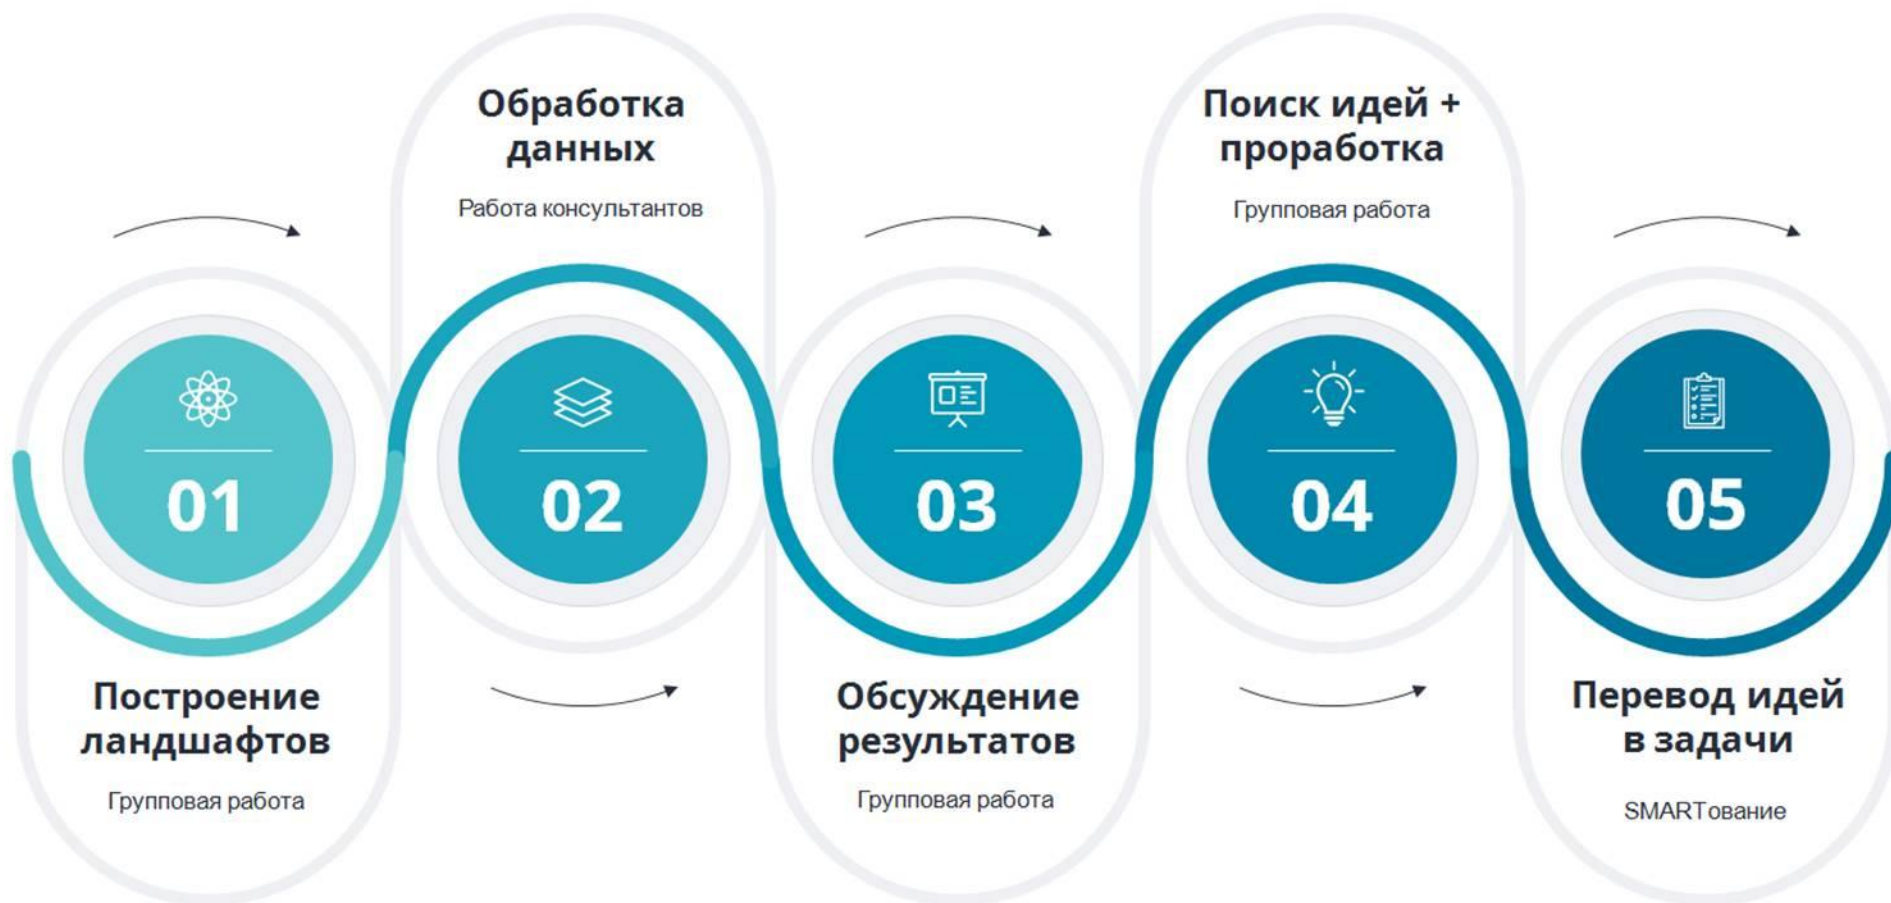 01
Построение
ландшафтов
Групповая работа
Обработка
данных
Работа консультантов
02
03
Обсуждение
результатов
Групповая работа
Поиск идей +
проработка
Групповая работа
04
05
Перевод идей
в задачи
SMARTование